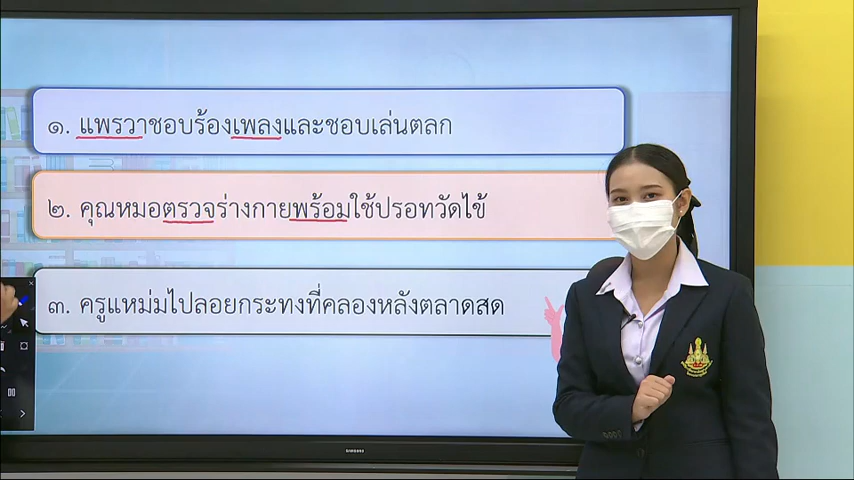 ๑. แพรวาชอบร้องเพลงและชอบเล่นตลก
๒. คุณหมอตรวจร่างกายพร้อมใช้ปรอทวัดไข้
๓. ครูแหม่มไปลอยกระทงที่คลองหลังตลาดสด
SAMSUNG